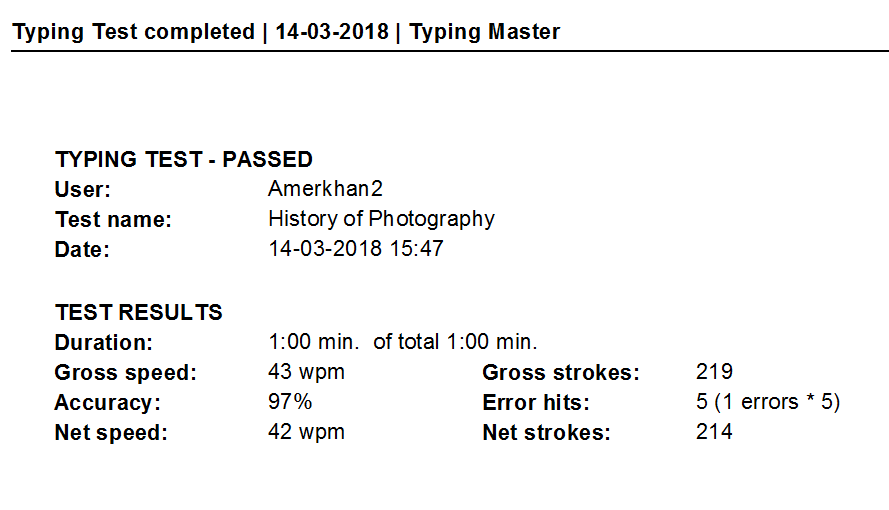 Typing Test completed | 14-03-2018 | Typing Master
TYPING TEST - PASSED
User: Amerkhan2
Test name: History of Photography
Date: 14-03-2018 15:47
TEST RESULTS
Duration: 1:00 min. of total 1:00 min.
Gross speed: 43 wpm Gross strokes: 219
Accuracy: 97% Error hits: 5 (1 errors * 5)
Net speed: 42 wpm Net strokes: 214